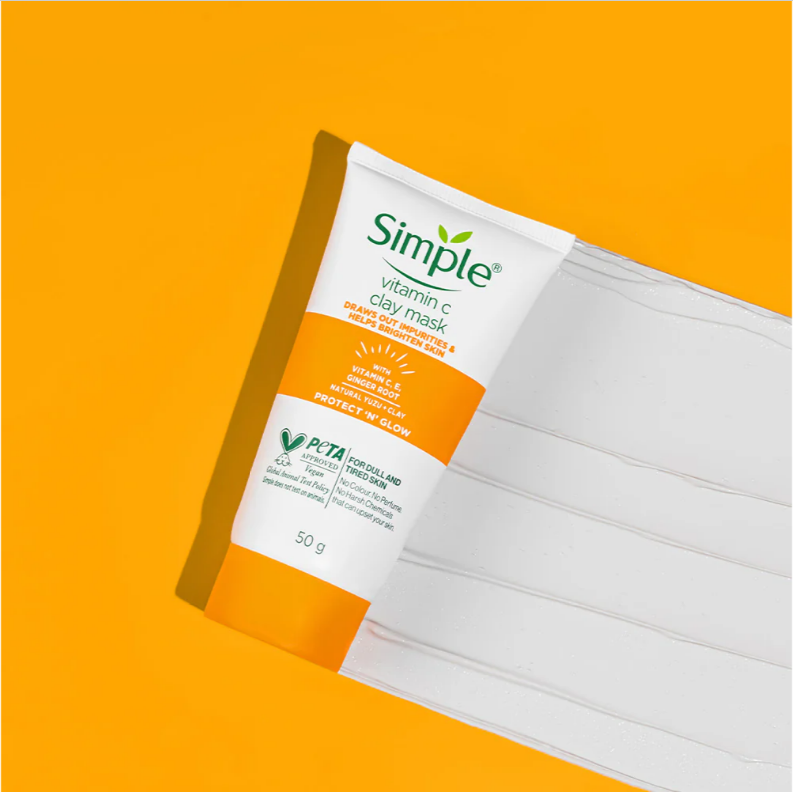 Simple®
vitamin c
clay mask
DRAWS OUT IMPURITIES &
HELPS BRIGHTEN SKIN
WITH
VITAMIN C, E,
GINGER ROOT
NATURAL YUZU + CLAY
PROTECT 'N' GLOW
PETA
APPROVED
Vegan
Global Animal Test Policy
Simple does not test on animals.
FOR DULL AND
TIRED SKIN
No Colour, No Perfume,
No Harsh Chemicals
that can upset your skin.
50 g